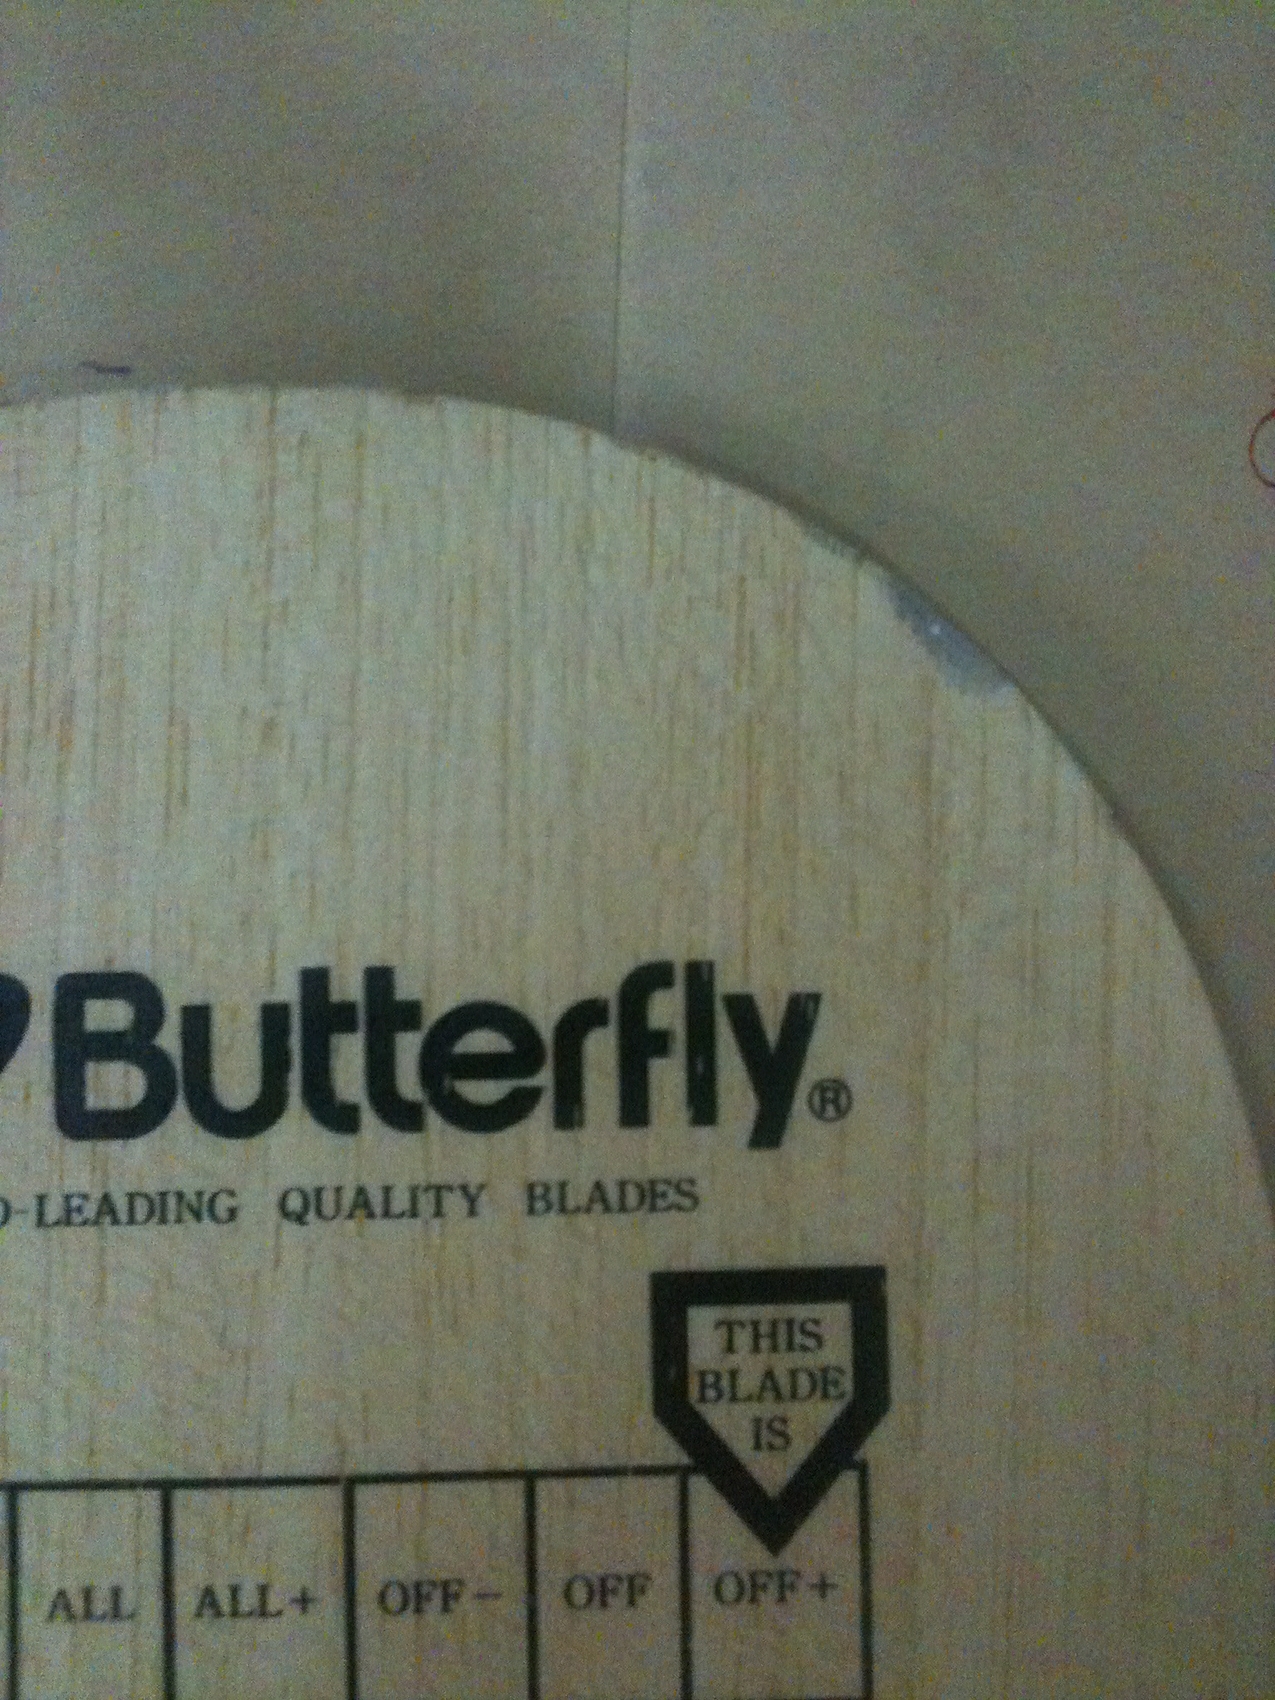 Butterfly®
D-LEADING QUALITY BLADES
THIS
BLADE
IS
ALL ALL+ OFF- OFF OFF+